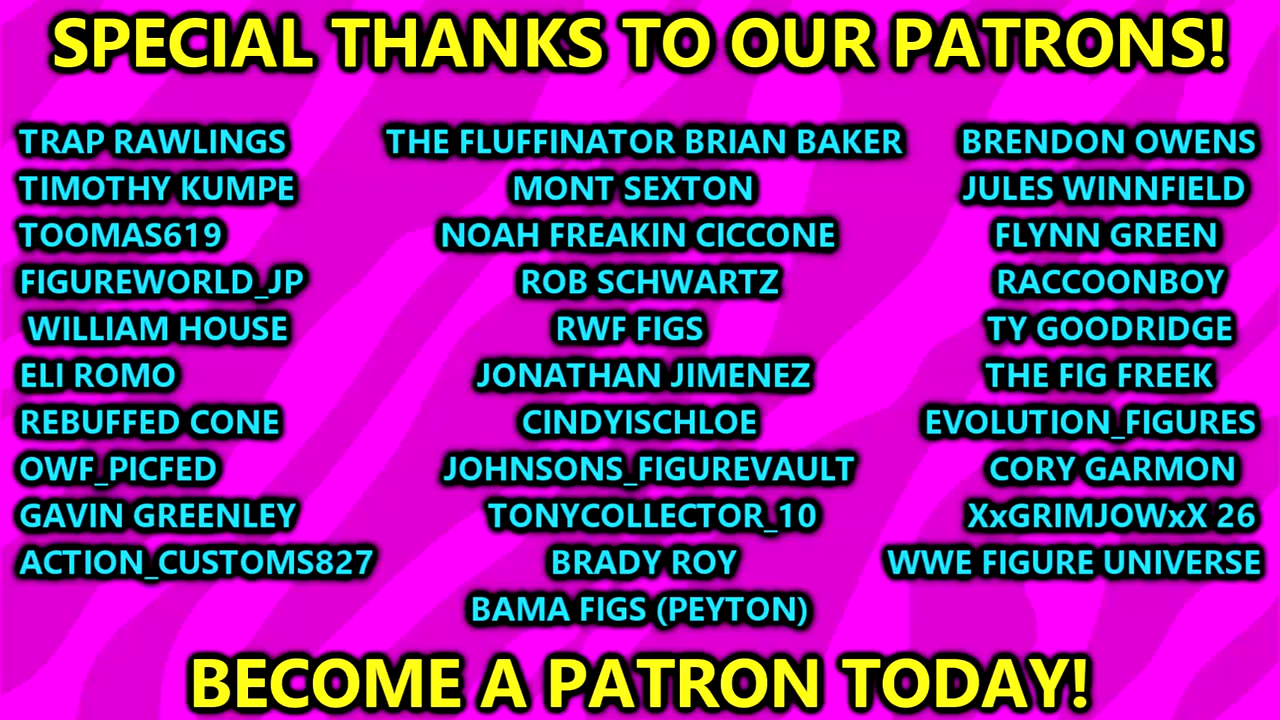 SPECIAL THANKS TO OUR PATRONS!
TRAP RAWLINGS
TIMOTHY KUMPE
TOOMAS619
FIGUREWORLD_JP
WILLIAM HOUSE
ELI ROMO
REBUFFED CONE
OWF_PICFED
GAVIN GREENLEY
ACTION_CUSTOMS827
THE FLUFFINATOR BRIAN BAKER
MONT SEXTON
NOAH FREAKIN CICCONE
ROB SCHWARTZ
RWF FIGS
JONATHAN JIMENEZ
CINDYISCHLOE
JOHNSONS_FIGUREVAULT
TONYCOLLECTOR_10
BRADY ROY
BAMA FIGS (PEYTON)
BRENDON OWENS
JULES WINNFIELD
FLYNN GREEN
RACCOONBOY
TY GOODRIDGE
THE FIG FREEK
EVOLUTION_FIGURES
CORY GARMON
XxGRIMJOWxX 26
WWE FIGURE UNIVERSE
BECOME A PATRON TODAY!